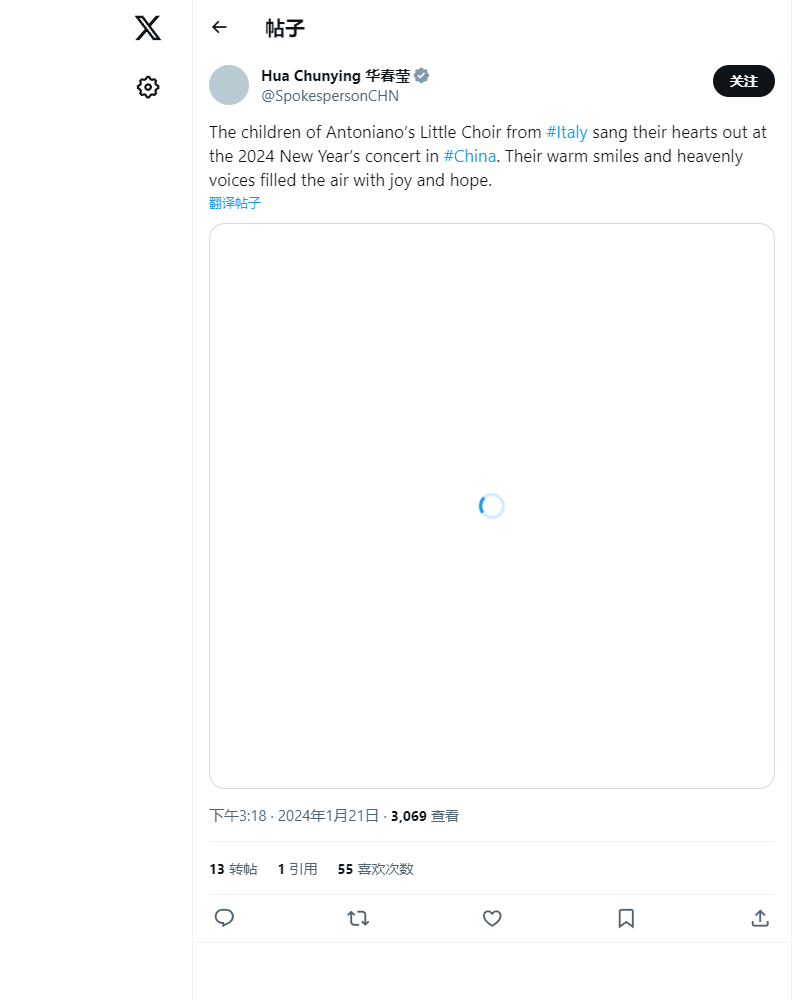 帖子
Hua Chunying 华春莹
@SpokespersonCHN
关注
The children of Antoniano’s Little Choir from #Italy sang their hearts out at
the 2024 New Year’s concert in #China. Their warm smiles and heavenly
voices filled the air with joy and hope.
翻译帖子
下午3:18 · 2024年1月21日 · 3,069 查看
13 转帖 1 引用 55 喜欢次数